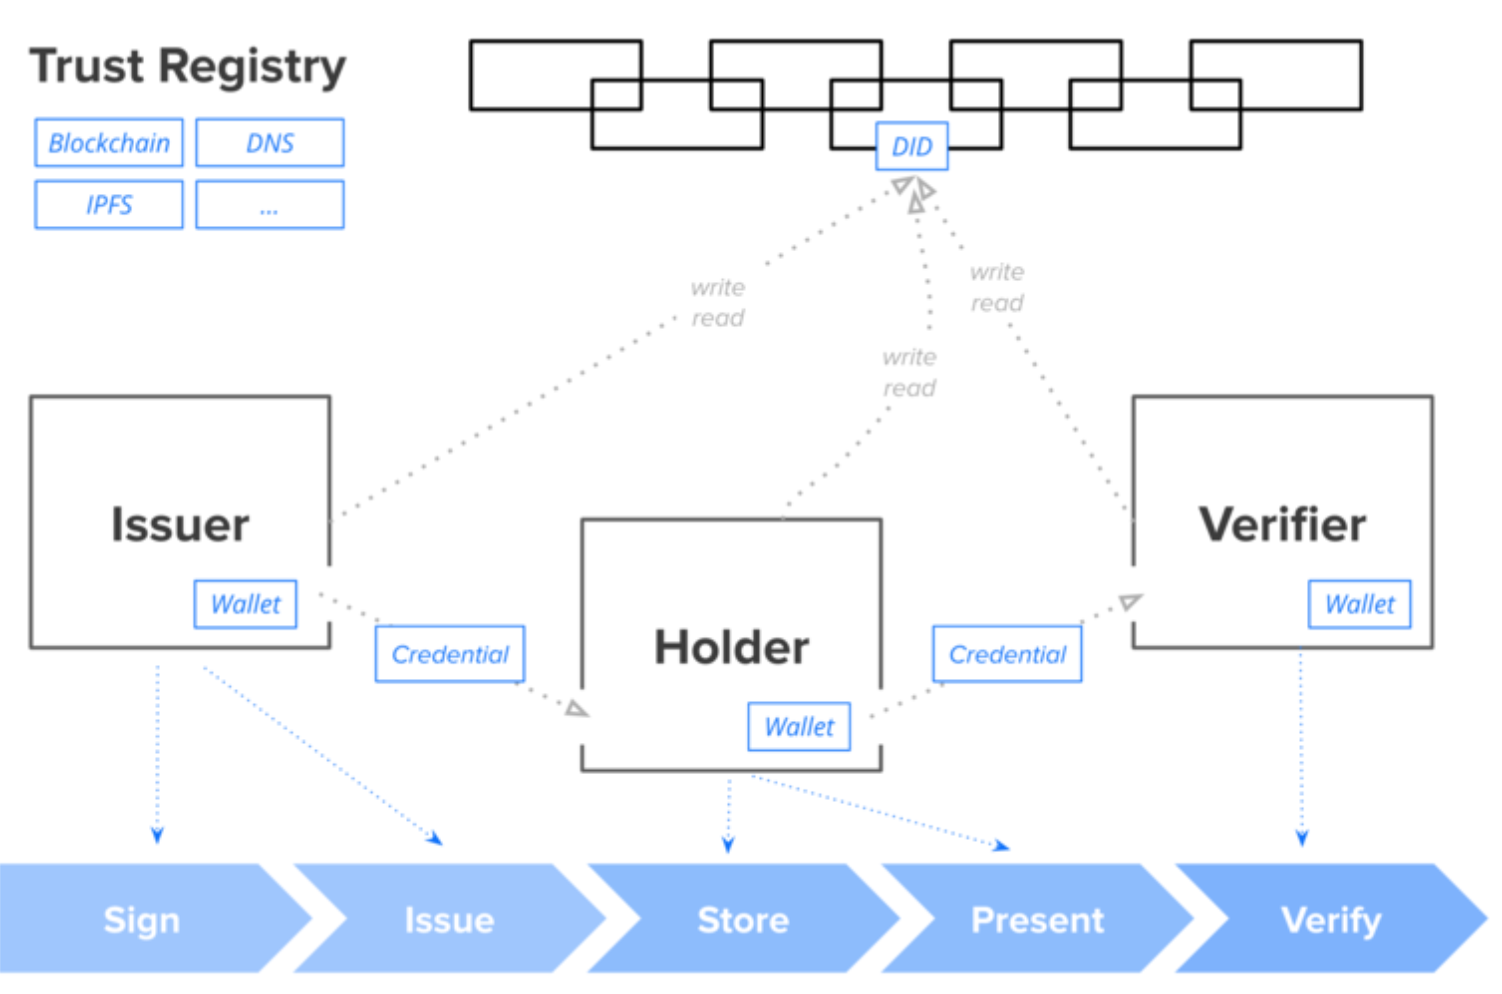 Trust Registry
Blockchain
DNS
IPFS
...
DID
write
read
write
read
write
read
Issuer
Wallet
Credential
Holder
Wallet
Credential
Verifier
Wallet
Sign
Issue
Store
Present
Verify